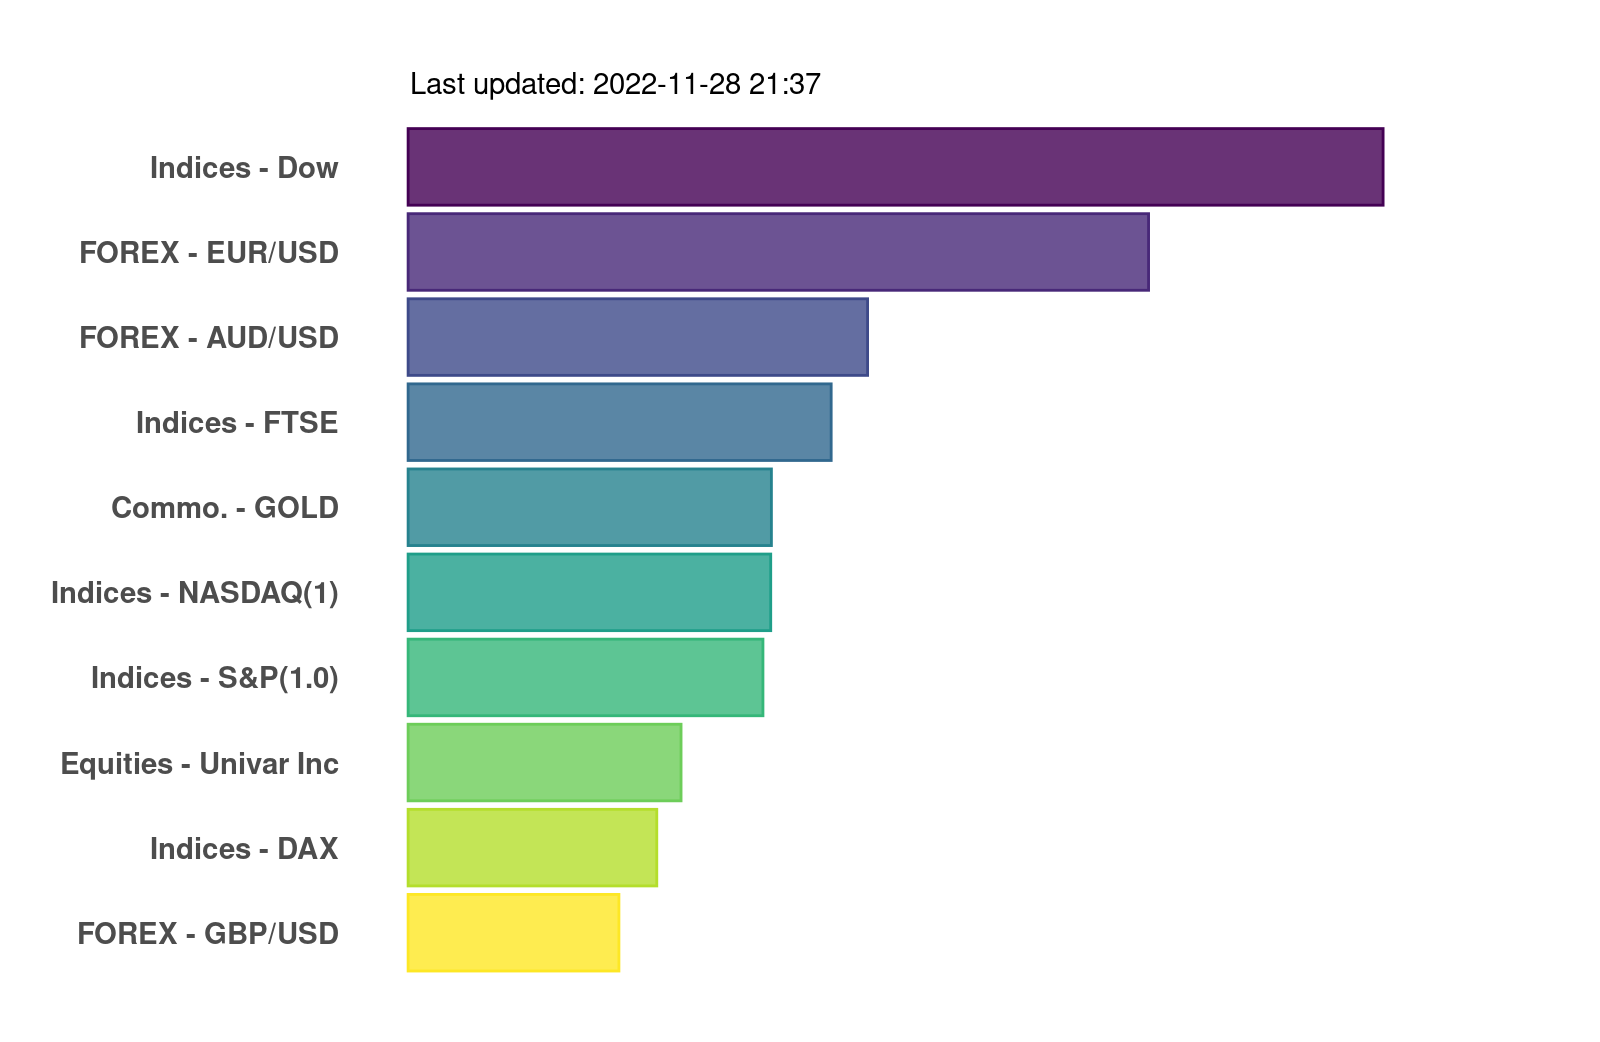 Last updated: 2022-11-28 21:37
Indices - Dow
FOREX - EUR/USD
FOREX - AUD/USD
Indices - FTSE
Commo. - GOLD
Indices - NASDAQ(1)
Indices - S&P(1.0)
Equities - Univar Inc
Indices - DAX
FOREX - GBP/USD